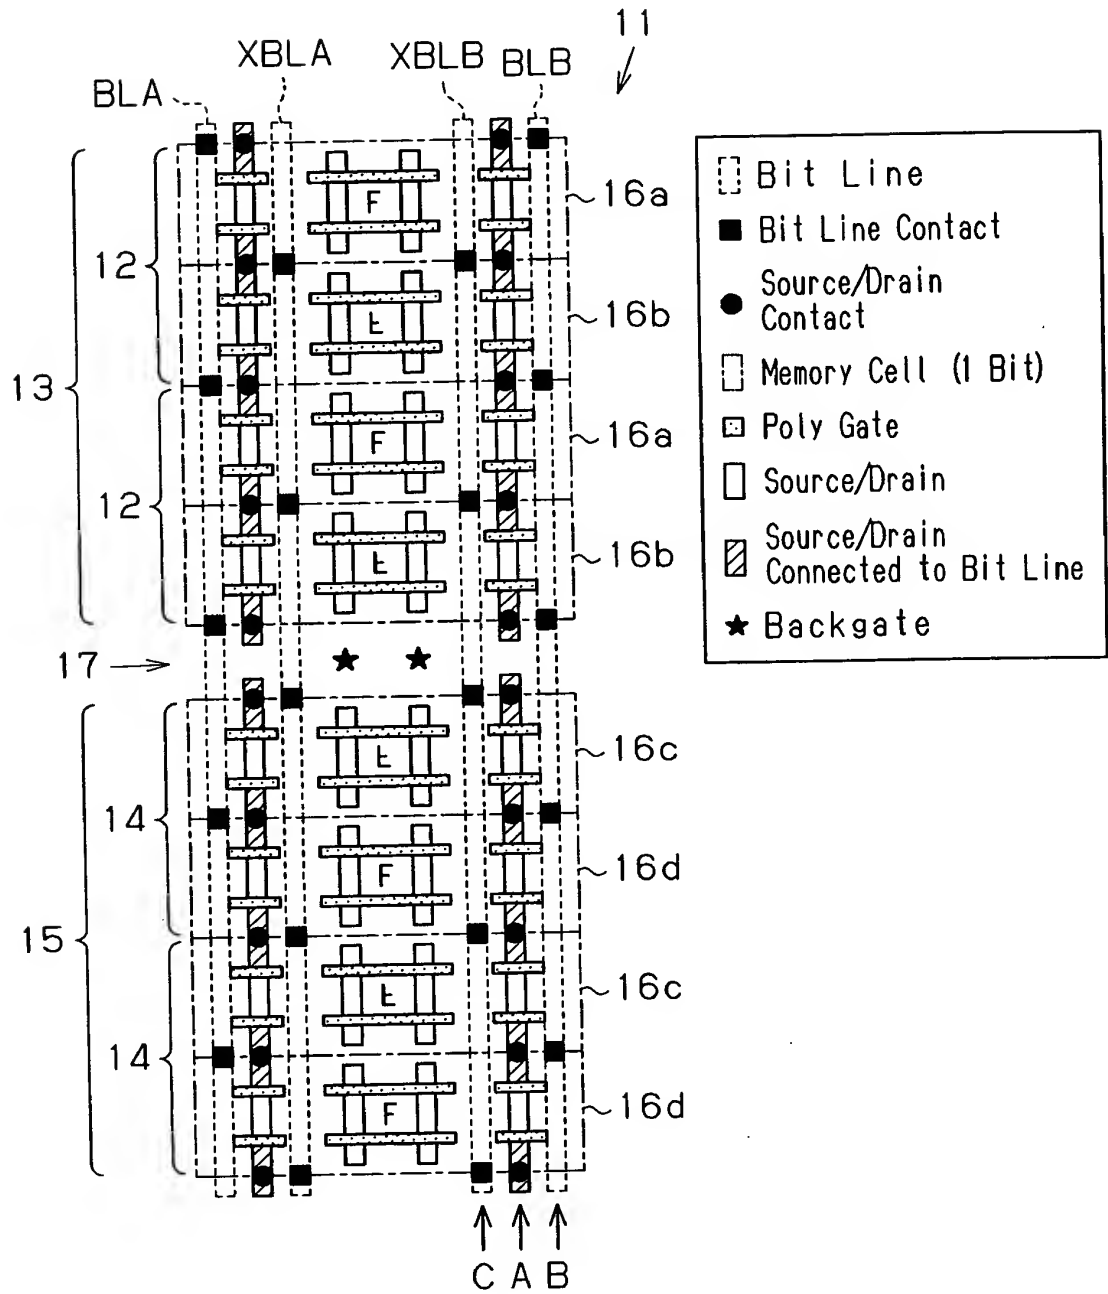 11
XBLA
XBLB
BLB
BLA
Bit Line
Bit Line Contact
Source/Drain
Contact
Memory Cell (1 Bit)
Poly Gate
Source/Drain
Source/Drain
Connected to Bit Line
Backgate
F
16a
12
F
16b
13
F
16a
12
F
16b
17
F
16c
14
F
16d
15
F
16c
14
F
16d
C
A
B